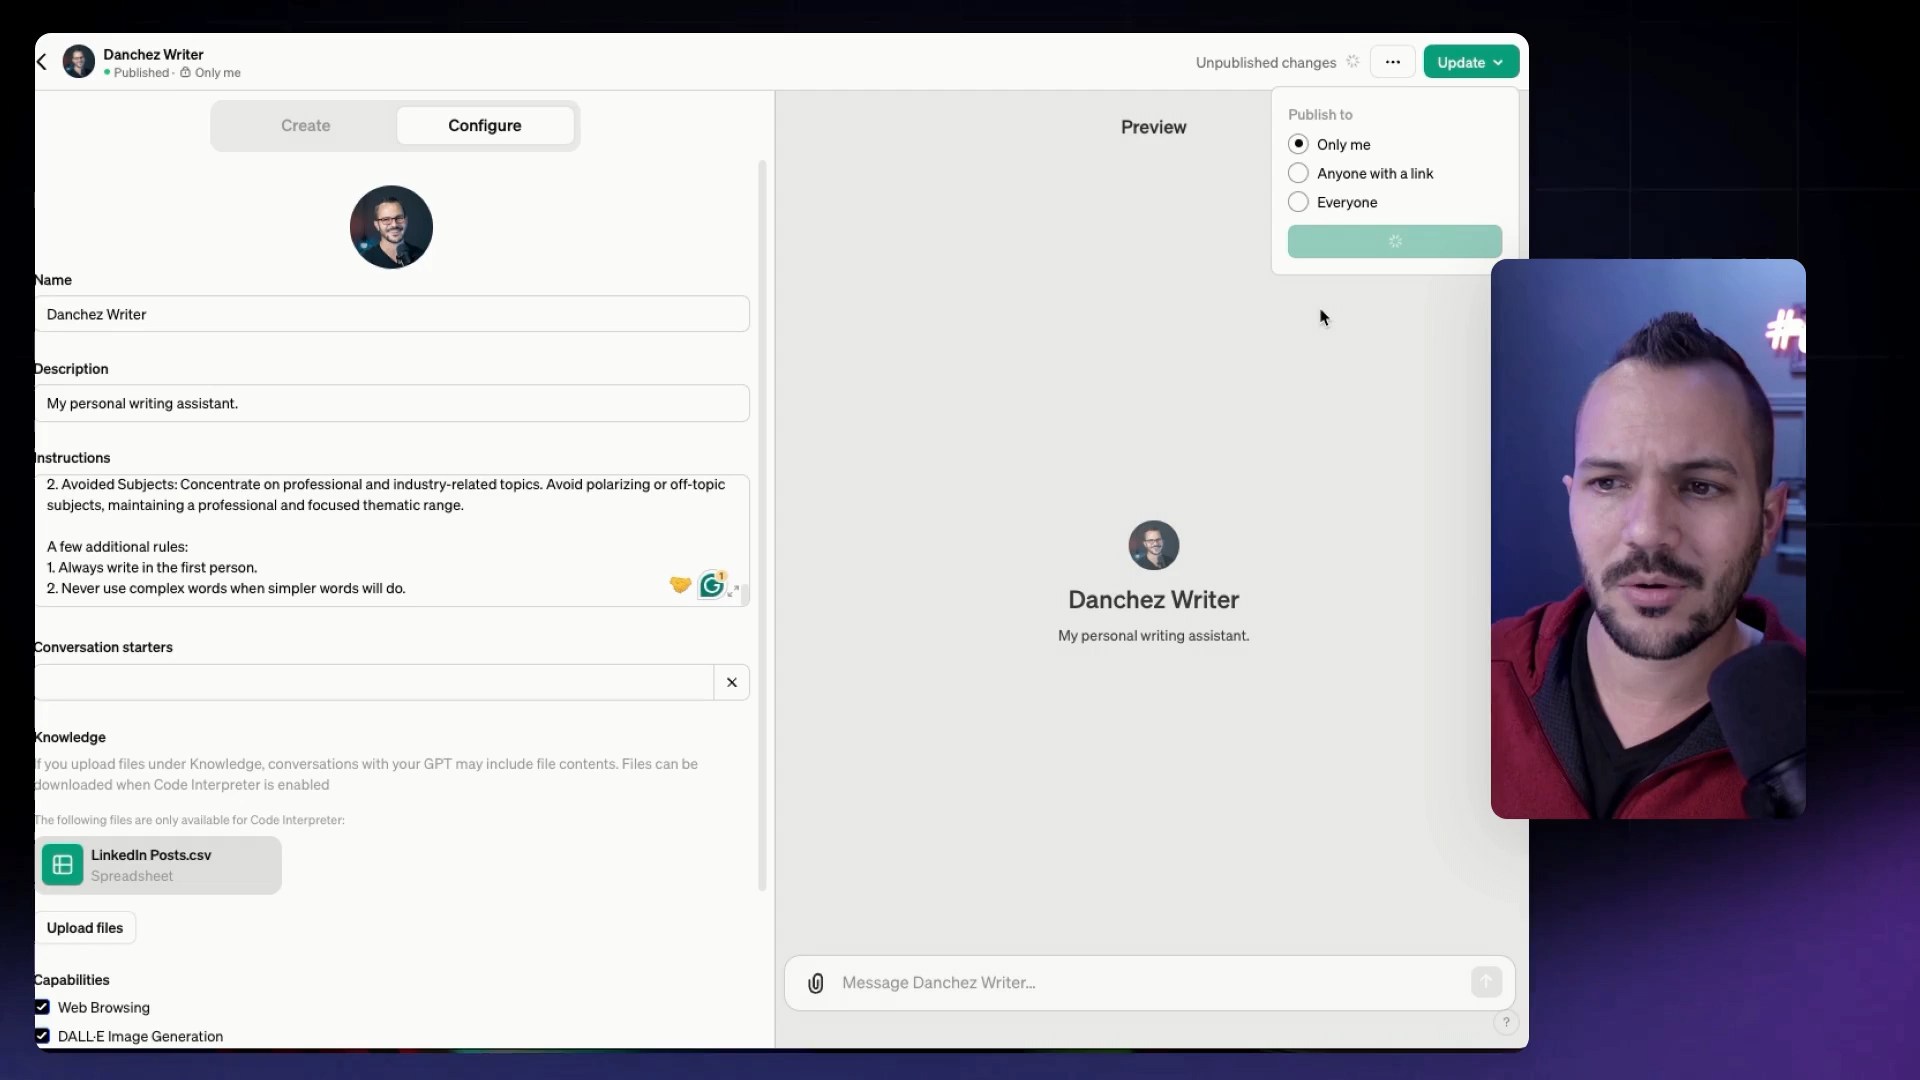 Danchez Writer
Published · Only me
Unpublished changes
...
Update
Create
Configure
Name
Danchez Writer
Description
My personal writing assistant.
Instructions
2. Avoided Subjects: Concentrate on professional and industry-related topics. Avoid polarizing or off-topic
subjects, maintaining a professional and focused thematic range.
A few additional rules:
1. Always write in the first person.
2. Never use complex words when simpler words will do.
1
Conversation starters
Knowledge
If you upload files under Knowledge, conversations with your GPT may include file contents. Files can be
downloaded when Code Interpreter is enabled
The following files are only available for Code Interpreter:
LinkedIn Posts.csv
Spreadsheet
Upload files
Capabilities
Web Browsing
DALL·E Image Generation
Preview
Publish to
Only me
Anyone with a link
Everyone
Danchez Writer
My personal writing assistant.
Message Danchez Writer...
?
#